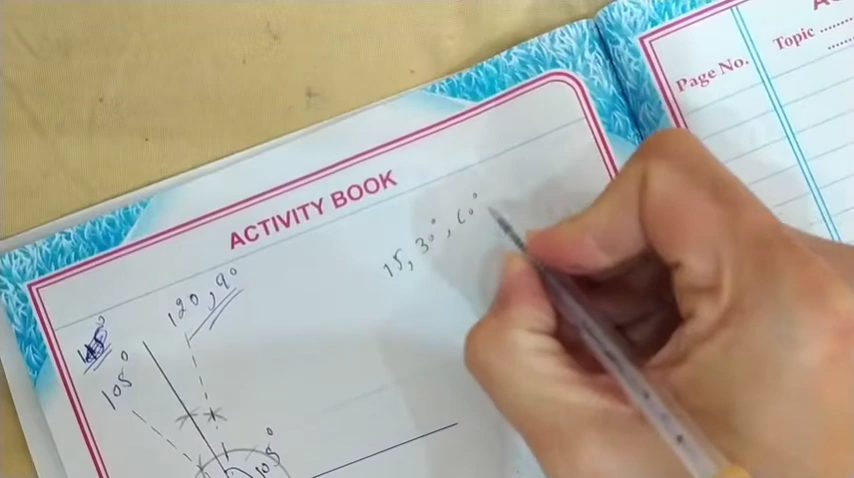 ACTIVITY BOOK
Page No.
Topic ........
15, 30°, 60°
120, 90°
105°
105°